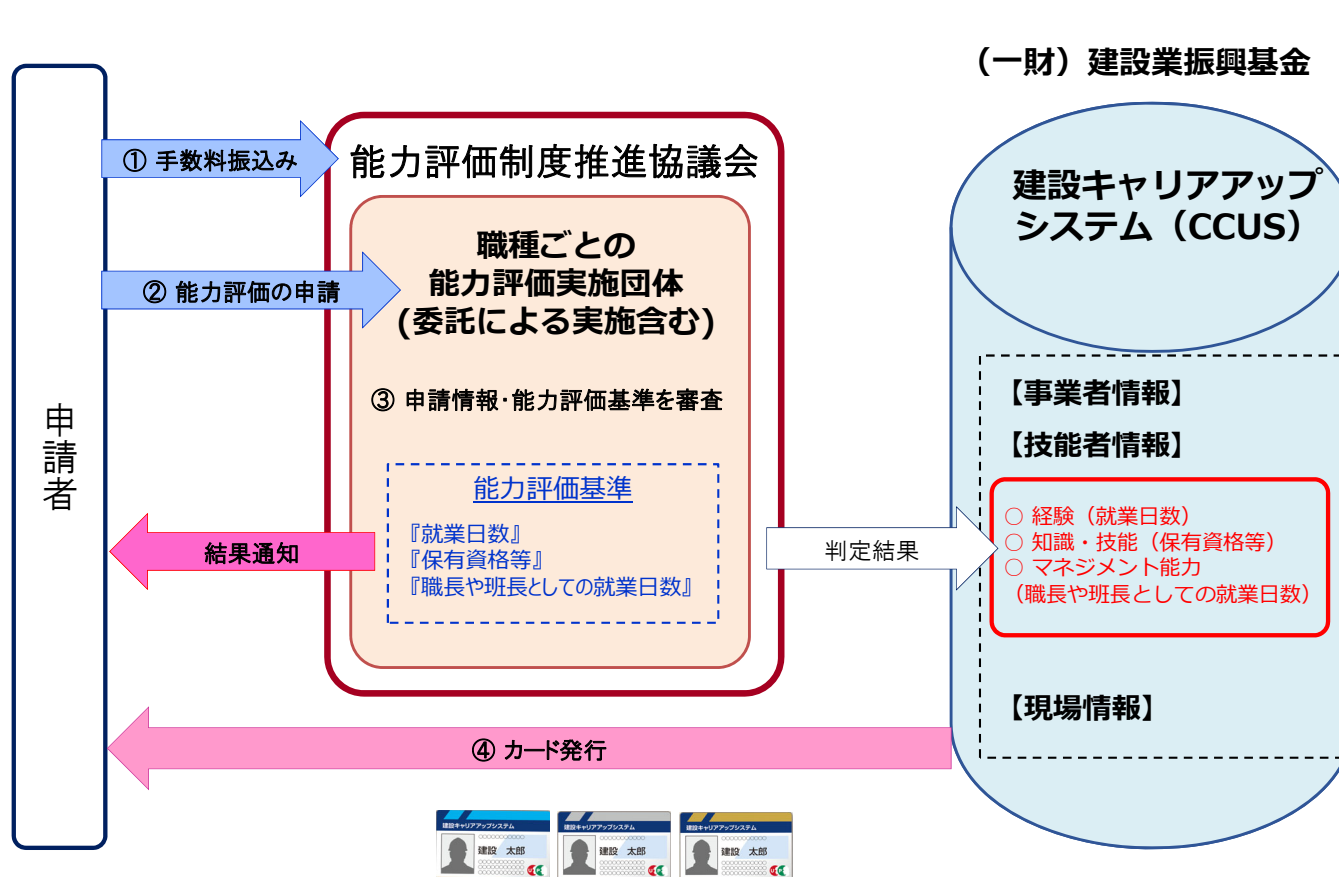 (一財)建設業振興基金
申請者
① 手数料振込み
② 能力評価の申請
能力評価制度推進協議会
職種ごとの
能力評価実施団体
(委託による実施含む)
③ 申請情報・能力評価基準を審査
能力評価基準
『就業日数』
『保有資格等』
『職長や班長としての就業日数』
結果通知
判定結果
建設キャリアアップ
システム(CCUS)
【事業者情報】
【技能者情報】
○ 経験(就業日数)
○ 知識・技能(保有資格等)
○ マネジメント能力
(職長や班長としての就業日数)
【現場情報】
④ カード発行
建設キャリアアップシステム
建設 太郎
建設キャリアアップシステム
建設 太郎
建設キャリアアップシステム
建設 太郎